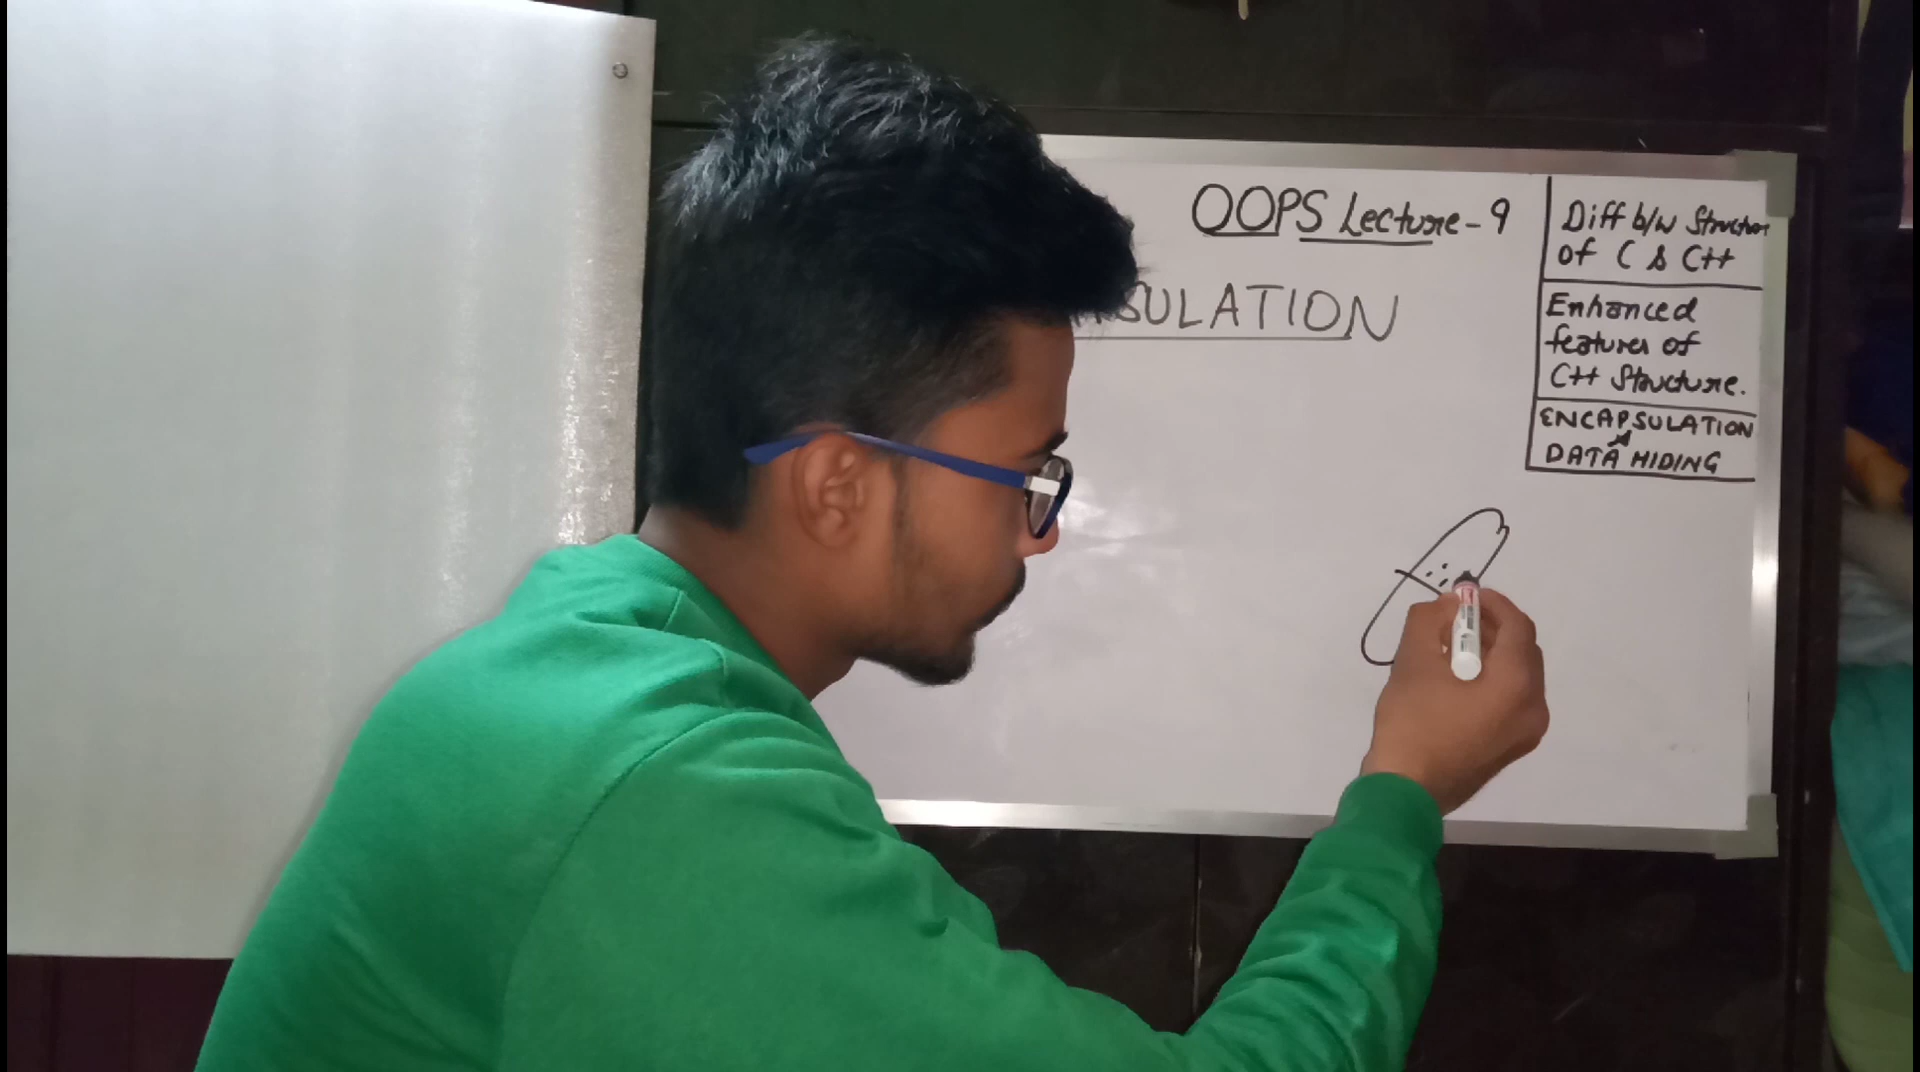 OOPS Lecture-9
SULATION
Diff b/w Structure
of C & C++
Enhanced
features of
C++ Structure.
ENCAPSULATION
&
DATA HIDING